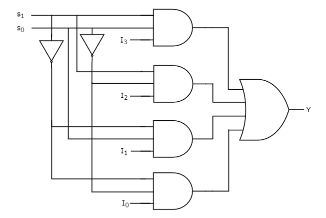 s₁
s₀
I₃
I₂
Y
I₁
I₀